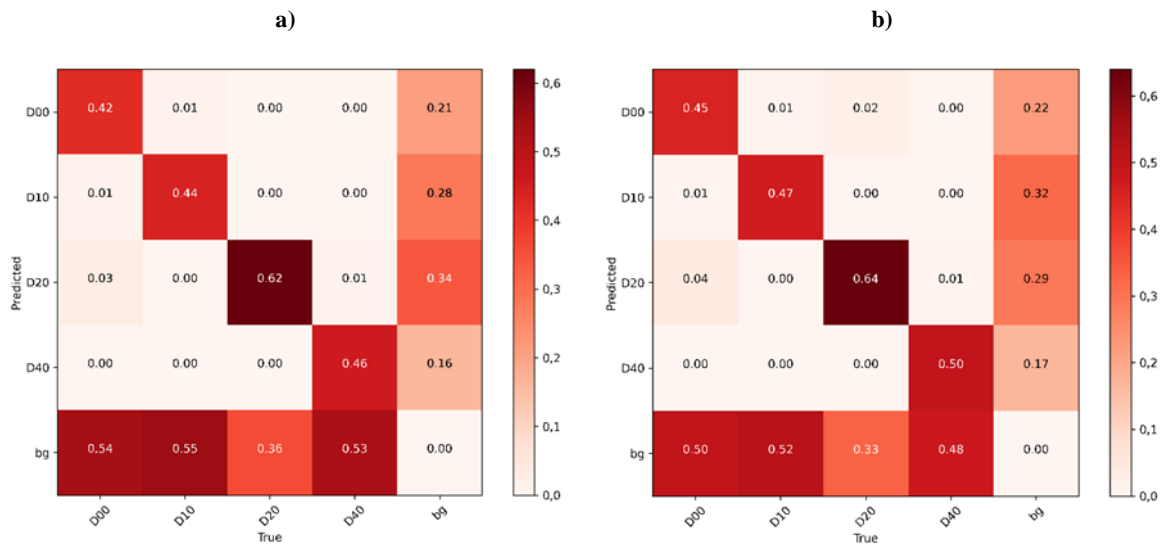 a)
D00 0.42 0.01 0.00 0.00 0.21
D10 0.01 0.44 0.00 0.00 0.28
D20 0.03 0.00 0.62 0.01 0.34
D40 0.00 0.00 0.00 0.46 0.16
bg 0.54 0.55 0.36 0.53 0.00
D00 D10 D20 D40 bg
True
Predicted
0,6
0,5
0,4
0,3
0,2
0,1
0,0
b)
D00 0.45 0.01 0.02 0.00 0.22
D10 0.01 0.47 0.00 0.00 0.32
D20 0.04 0.00 0.64 0.01 0.29
D40 0.00 0.00 0.00 0.50 0.17
bg 0.50 0.52 0.33 0.48 0.00
D00 D10 D20 D40 bg
True
Predicted
0,6
0,5
0,4
0,3
0,2
0,1
0,0